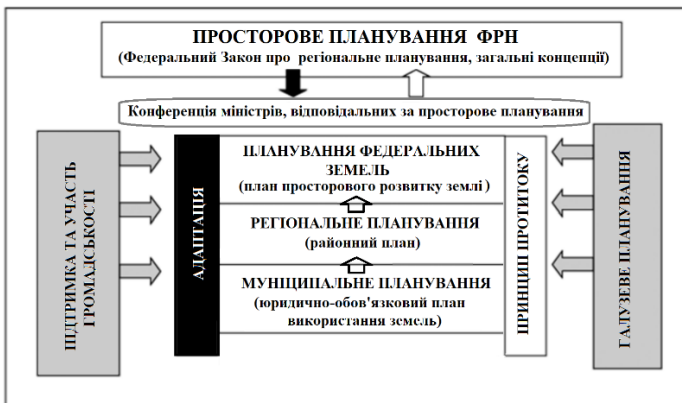 ПРОСТОРОВЕ ПЛАНУВАННЯ ФРН
(Федеральний Закон про регіональне планування, загальні концепції)
Конференція міністрів, відповідальних за просторове планування
ПІДТРИМКА ТА УЧАСТЬ
ГРОМАДСЬКОСТІ
АДАПТАЦІЯ
ПЛАНУВАННЯ ФЕДЕРАЛЬНИХ
ЗЕМЕЛЬ
(план просторового розвитку землі)
РЕГІОНАЛЬНЕ ПЛАНУВАННЯ
(районний план)
МУНІЦИПАЛЬНЕ ПЛАНУВАННЯ
(юридично-обов'язковий план
використання земель)
ПРИНЦИП ПРОТИТОКУ
ГАЛУЗЕВЕ ПЛАНУВАННЯ